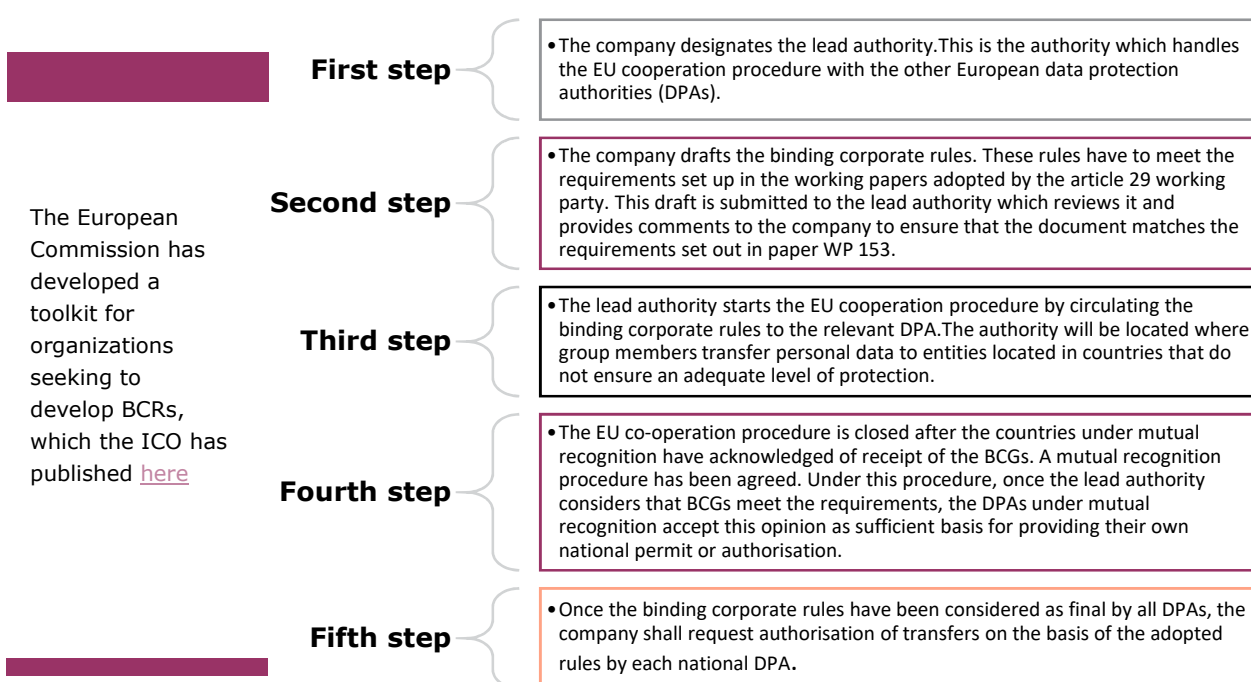 The European
Commission has
developed a
toolkit for
organizations
seeking to
develop BCRs,
which the ICO has
published here
First step
•The company designates the lead authority.This is the authority which handles
the EU cooperation procedure with the other European data protection
authorities (DPAs).
Second step
•The company drafts the binding corporate rules. These rules have to meet the
requirements set up in the working papers adopted by the article 29 working
party. This draft is submitted to the lead authority which reviews it and
provides comments to the company to ensure that the document matches the
requirements set out in paper WP 153.
Third step
•The lead authority starts the EU cooperation procedure by circulating the
binding corporate rules to the relevant DPA.The authority will be located where
group members transfer personal data to entities located in countries that do
not ensure an adequate level of protection.
Fourth step
•The EU co-operation procedure is closed after the countries under mutual
recognition have acknowledged of receipt of the BCGs. A mutual recognition
procedure has been agreed. Under this procedure, once the lead authority
considers that BCGs meet the requirements, the DPAs under mutual
recognition accept this opinion as sufficient basis for providing their own
national permit or authorisation.
Fifth step
•Once the binding corporate rules have been considered as final by all DPAs, the
company shall request authorisation of transfers on the basis of the adopted
rules by each national DPA.